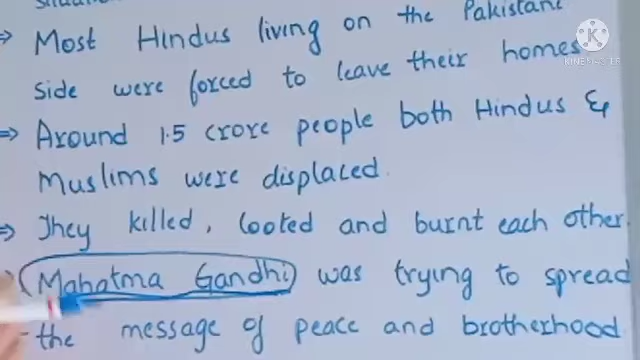 ⇒ Most Hindus living on the Pakistani
side were forced to leave their homes
⇒ Around 1.5 crore people both Hindus &
Muslims were displaced.
⇒ They killed, looted and burnt each other.
Mahatma Gandhi was trying to spread
the message of peace and brotherhood
KINEMASTER